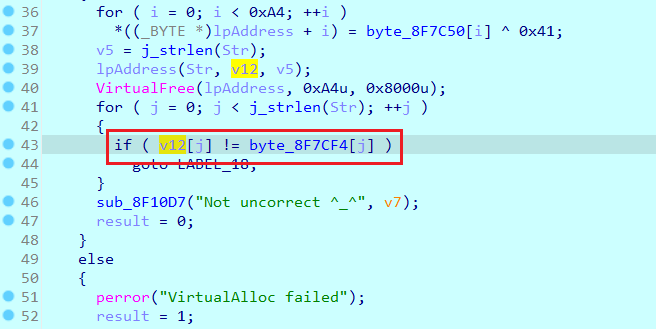 36 for ( i = 0; i < 0xA4; ++i )
37 *((_BYTE *)lpAddress + i) = byte_8F7C50[i] ^ 0x41;
38 v5 = j_strlen(Str);
39 lpAddress(Str, v12, v5);
40 VirtualFree(lpAddress, 0xA4u, 0x8000u);
41 for ( j = 0; j < j_strlen(Str); ++j )
42 {
43 if ( v12[j] != byte_8F7CF4[j] )
44 goto LABEL_18;
45 }
46 sub_8F10D7("Not uncorrect ^_^", v7);
47 result = 0;
48 }
49 else
50 {
51 perror("VirtualAlloc failed");
52 result = 1;